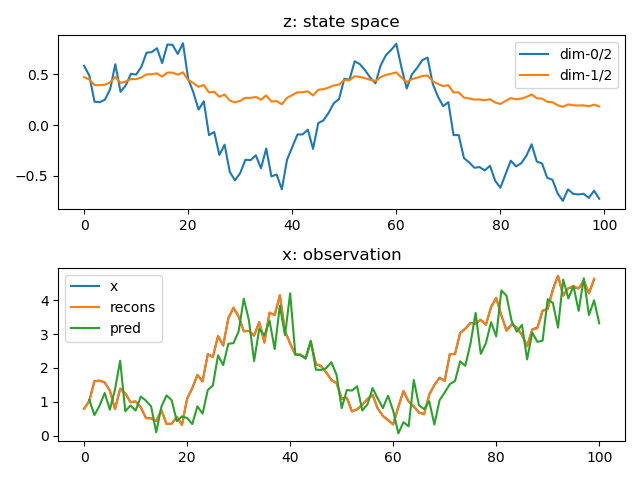 z: state space
dim-0/2
dim-1/2
0.5
0.0
−0.5
0 20 40 60 80 100
x: observation
x
recons
pred
4
3
2
1
0
0 20 40 60 80 100